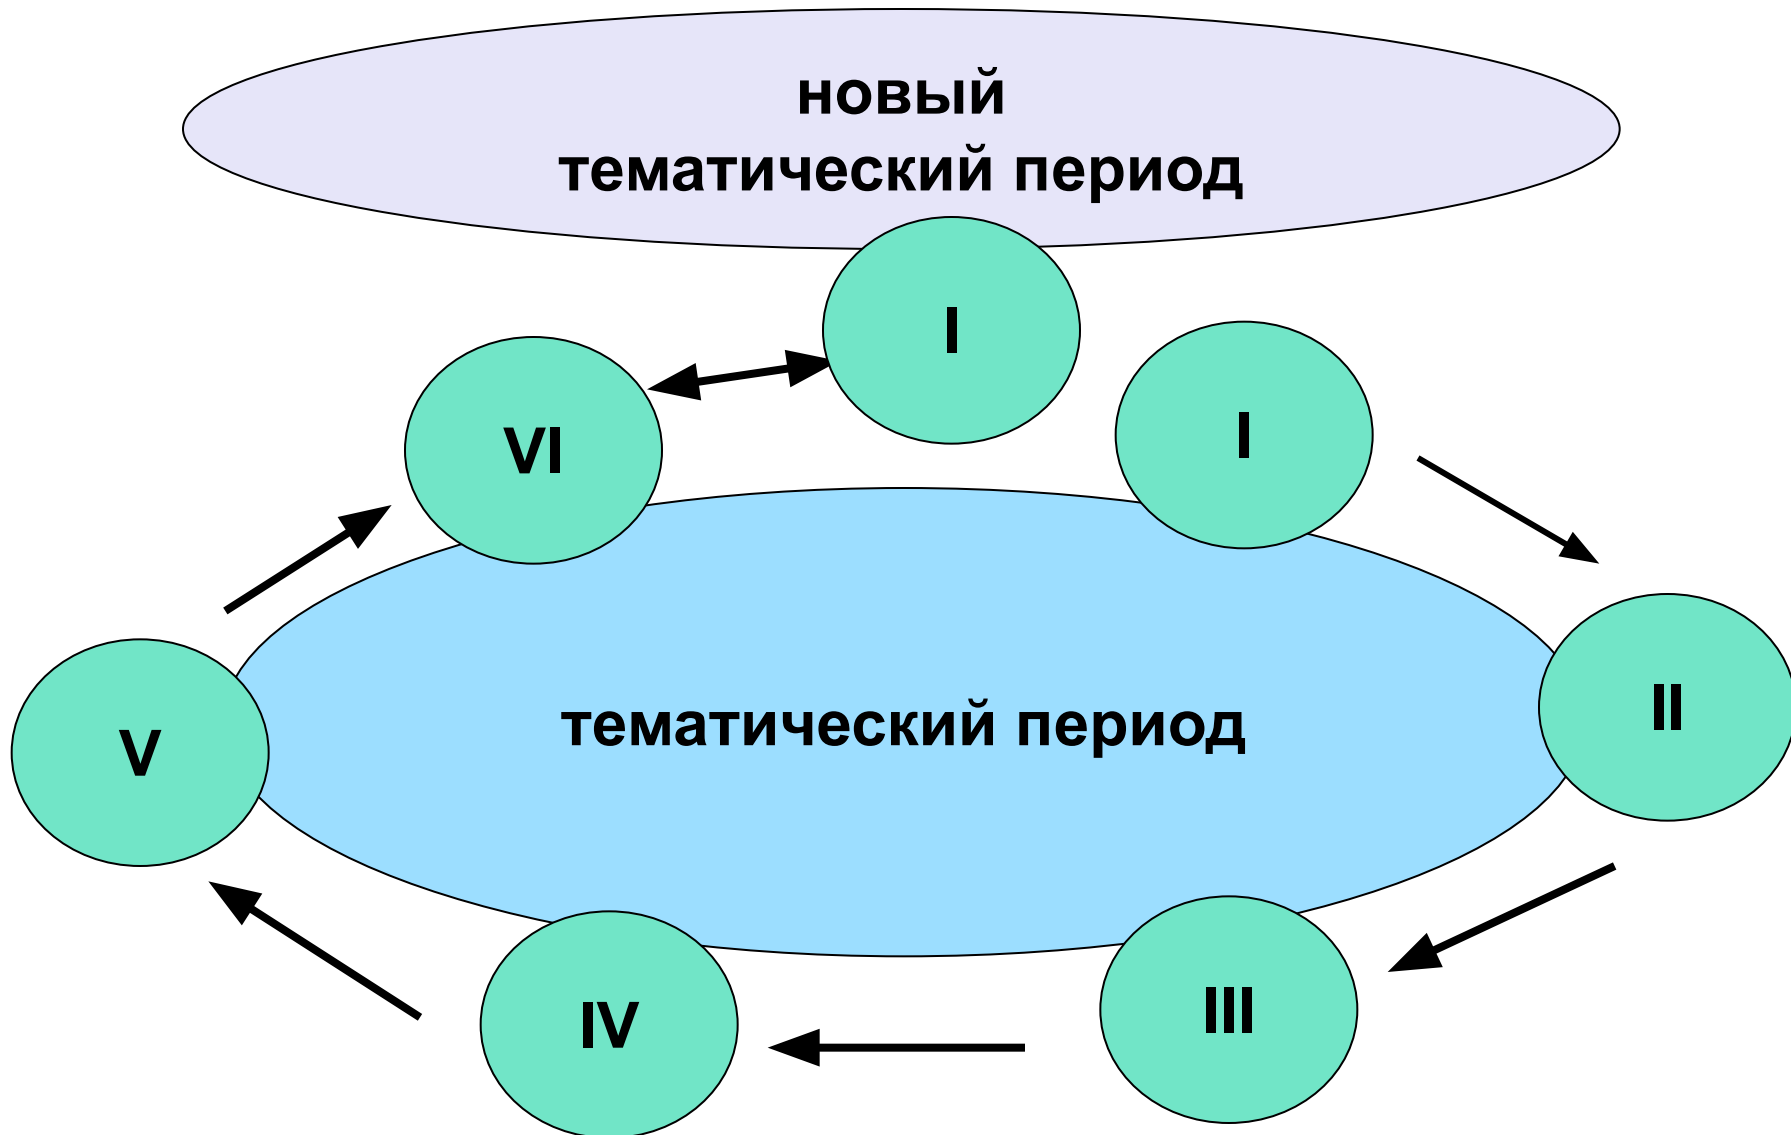 новый
тематический период
I
I
VI
II
тематический период
V
III
IV